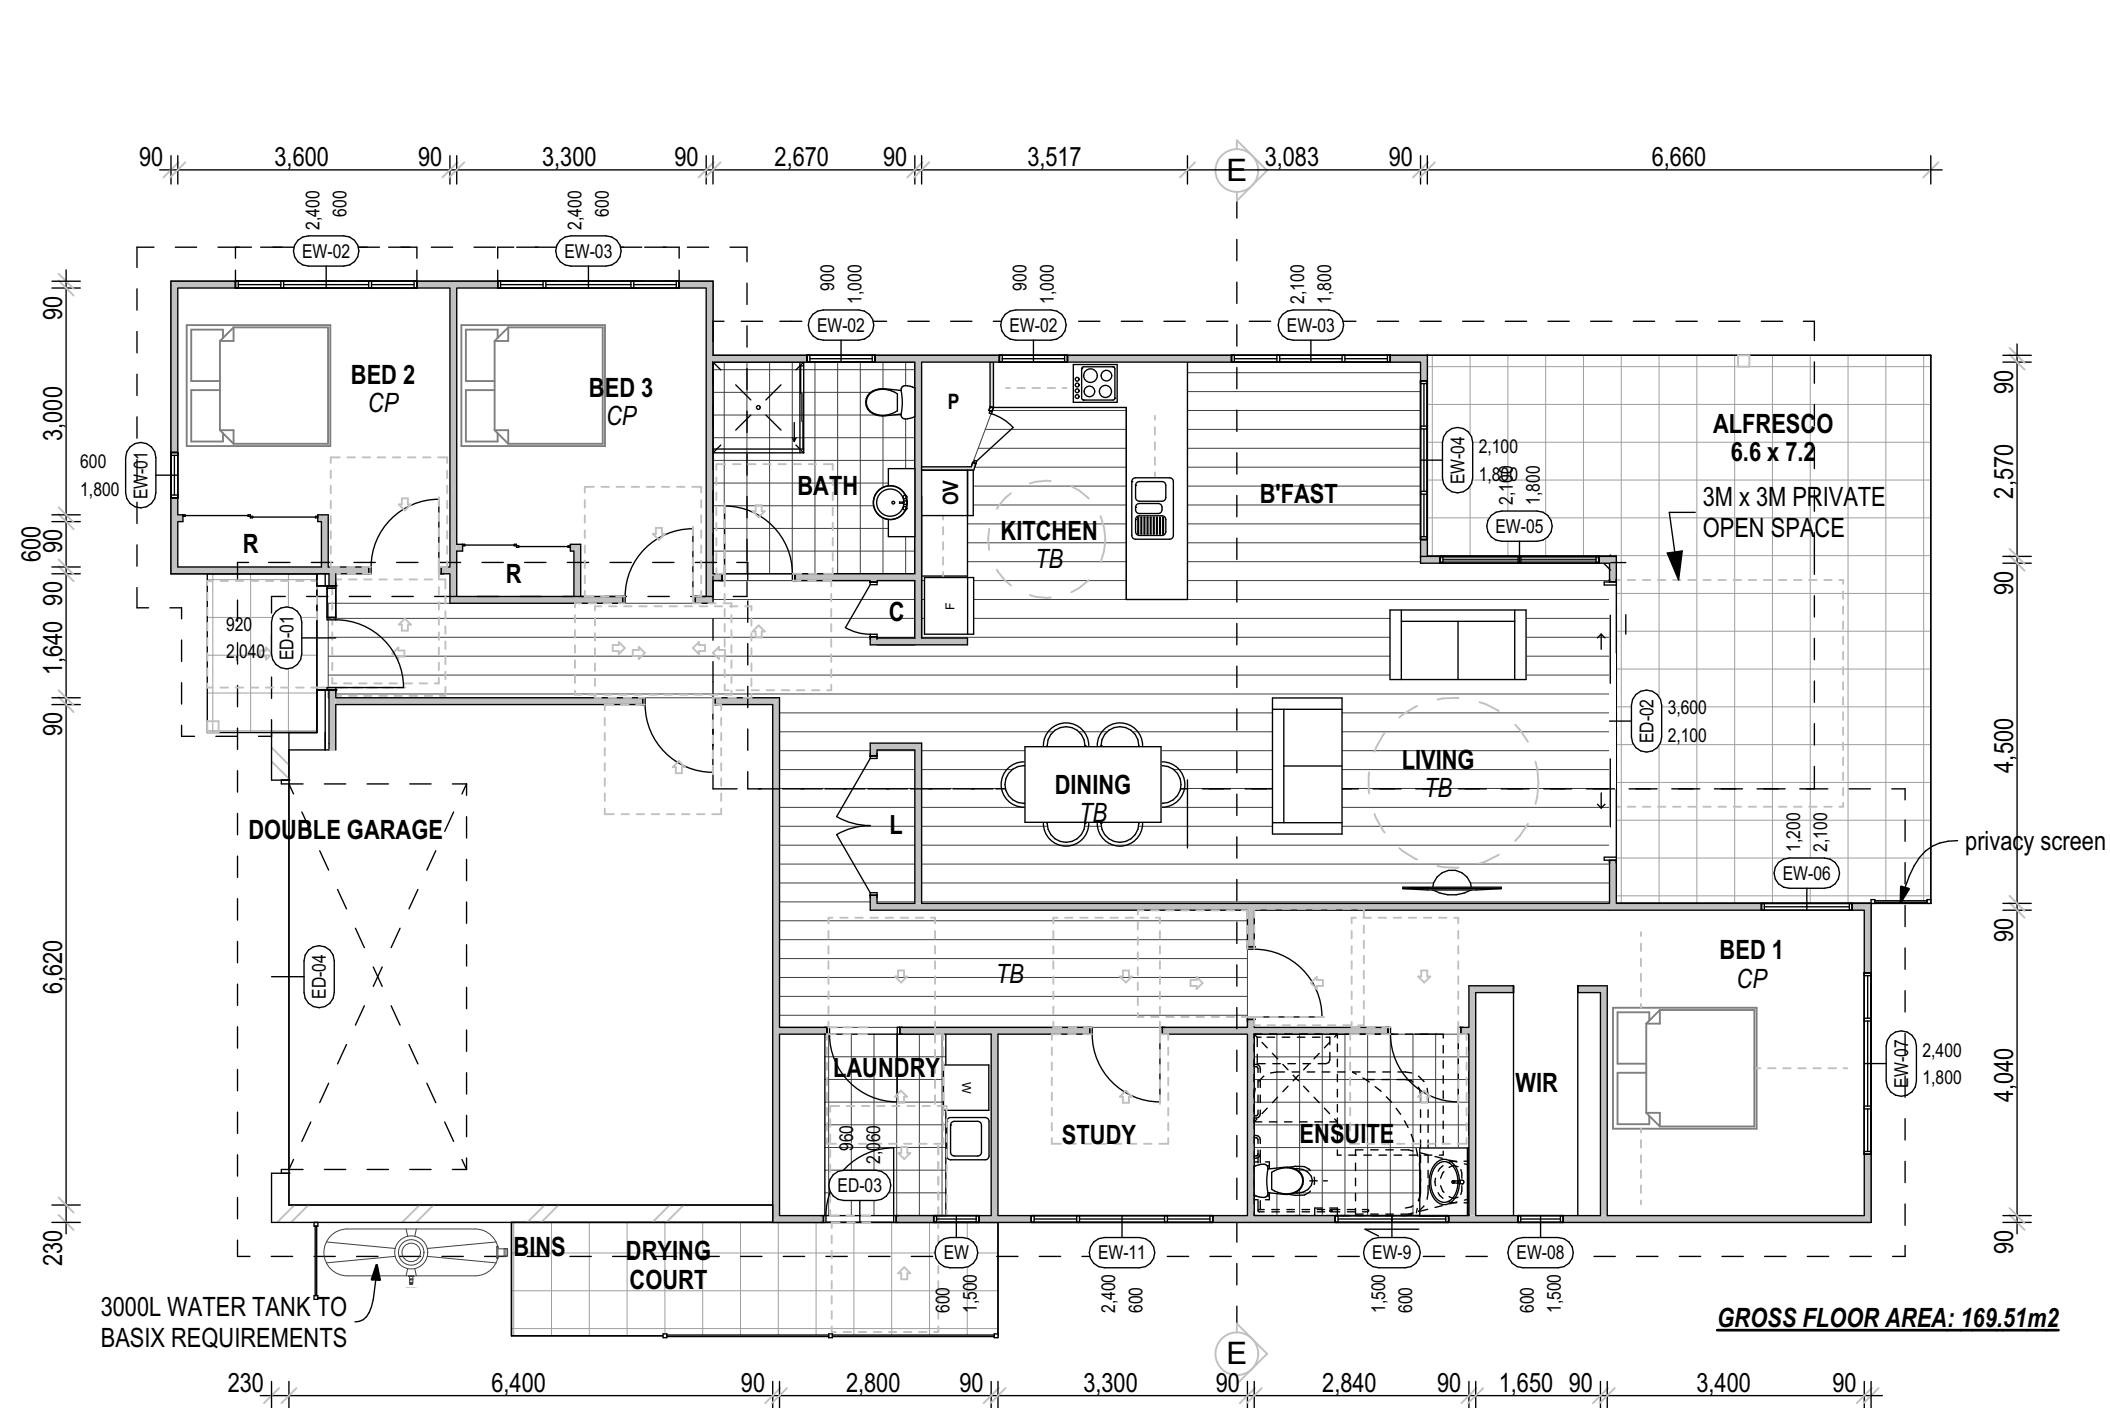 90 3,600 90 3,300 90 2,670 90 3,517 E 3,083 90 6,660
2,400 600
2,400 600
EW-02
EW-03
900 1,000
900 1,000
2,100 1,800
EW-02
EW-02
EW-03
90
3,000
600
90
90
1,640
90
6,620
230
BED 2
CP
BED 3
CP
600
1,800
EW-01
R
R
BATH
P
OV
KITCHEN
TB
F
C
B'FAST
EW-04
2,100
1,800
2,100 1,800
EW-05
ALFRESCO
6.6 x 7.2
3M x 3M PRIVATE
OPEN SPACE
90
2,570
90
4,500
90
4,040
90
920
2,040
ED-01
ED-02
3,600
2,100
LIVING
TB
DINING
TB
DOUBLE GARAGE
L
1,200 2,100
EW-06
privacy screen
ED-04
TB
BED 1
CP
LAUNDRY
W
960 2,060
ED-03
STUDY
ENSUITE
WIR
EW-07
2,400
1,800
BINS
DRYING
COURT
EW
EW-11
EW-9
EW-08
600 1,500
2,400 600
1,500 600
600 1,500
3000L WATER TANK TO
BASIX REQUIREMENTS
GROSS FLOOR AREA: 169.51m2
E
230 6,400 90 2,800 90 3,300 90 2,840 90 1,650 90 3,400 90